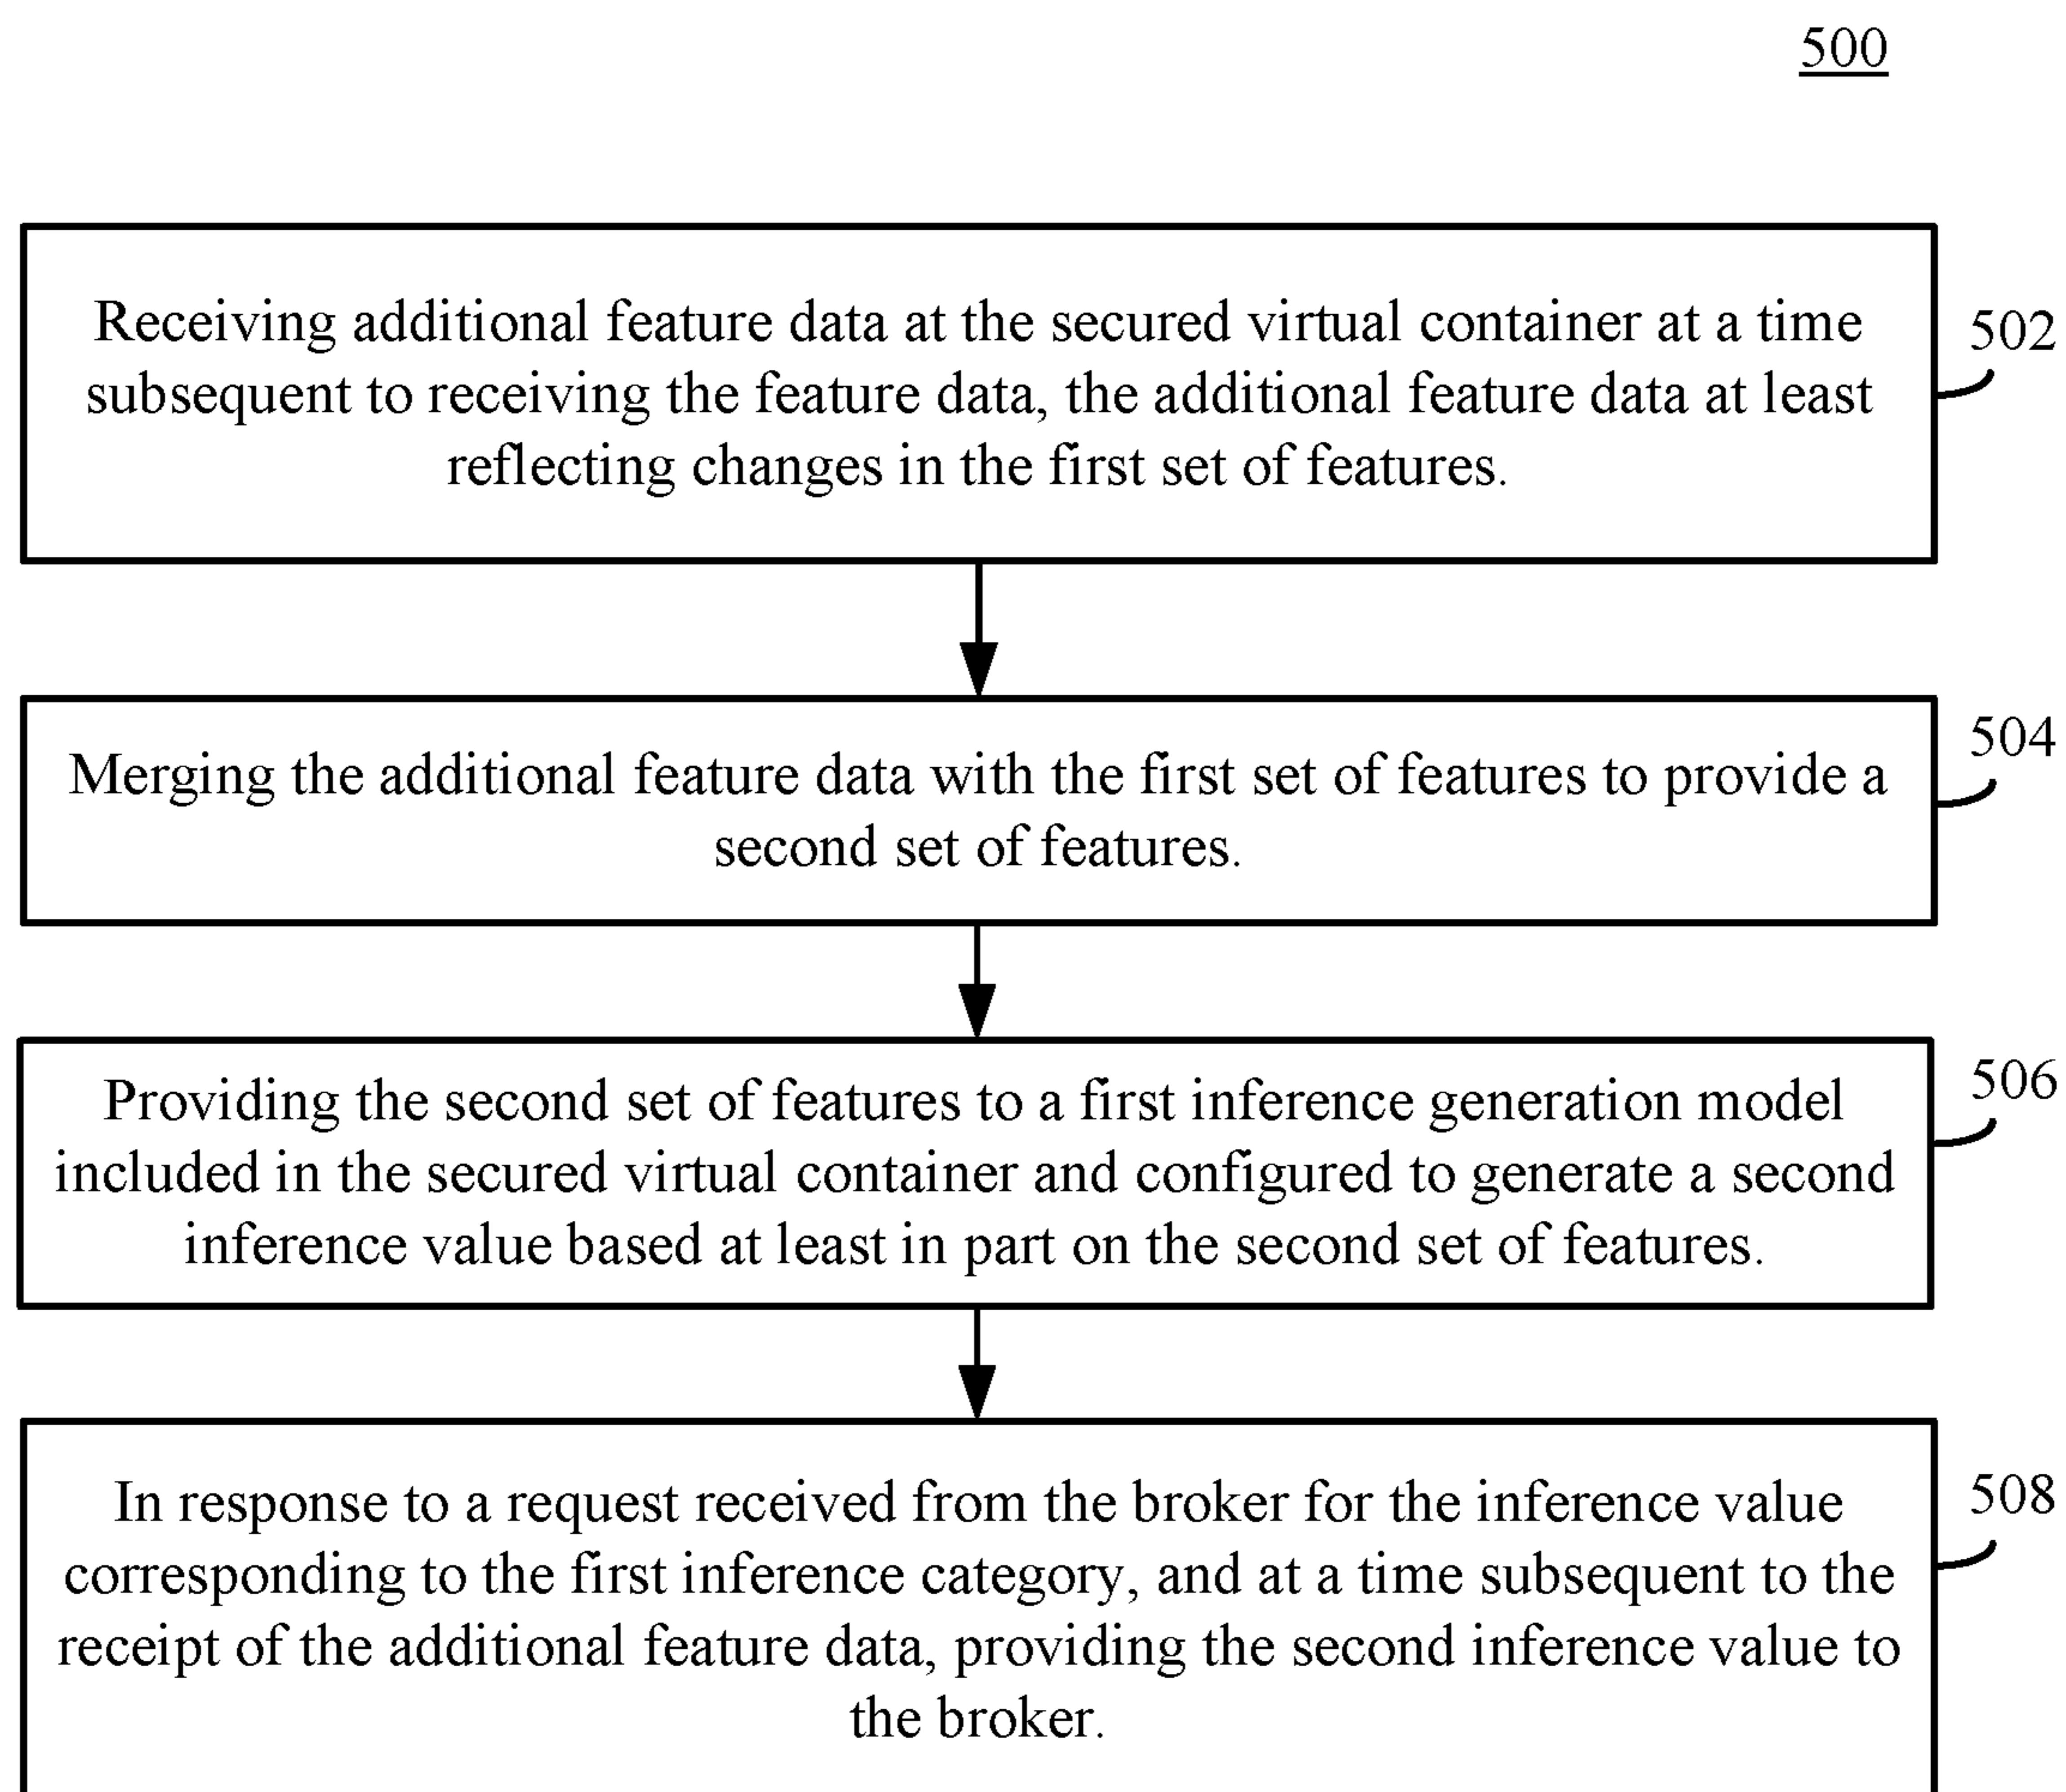 500
Receiving additional feature data at the secured virtual container at a time
subsequent to receiving the feature data, the additional feature data at least
reflecting changes in the first set of features.
502
Merging the additional feature data with the first set of features to provide a
second set of features.
504
Providing the second set of features to a first inference generation model
included in the secured virtual container and configured to generate a second
inference value based at least in part on the second set of features.
506
In response to a request received from the broker for the inference value
corresponding to the first inference category, and at a time subsequent to the
receipt of the additional feature data, providing the second inference value to
the broker.
508